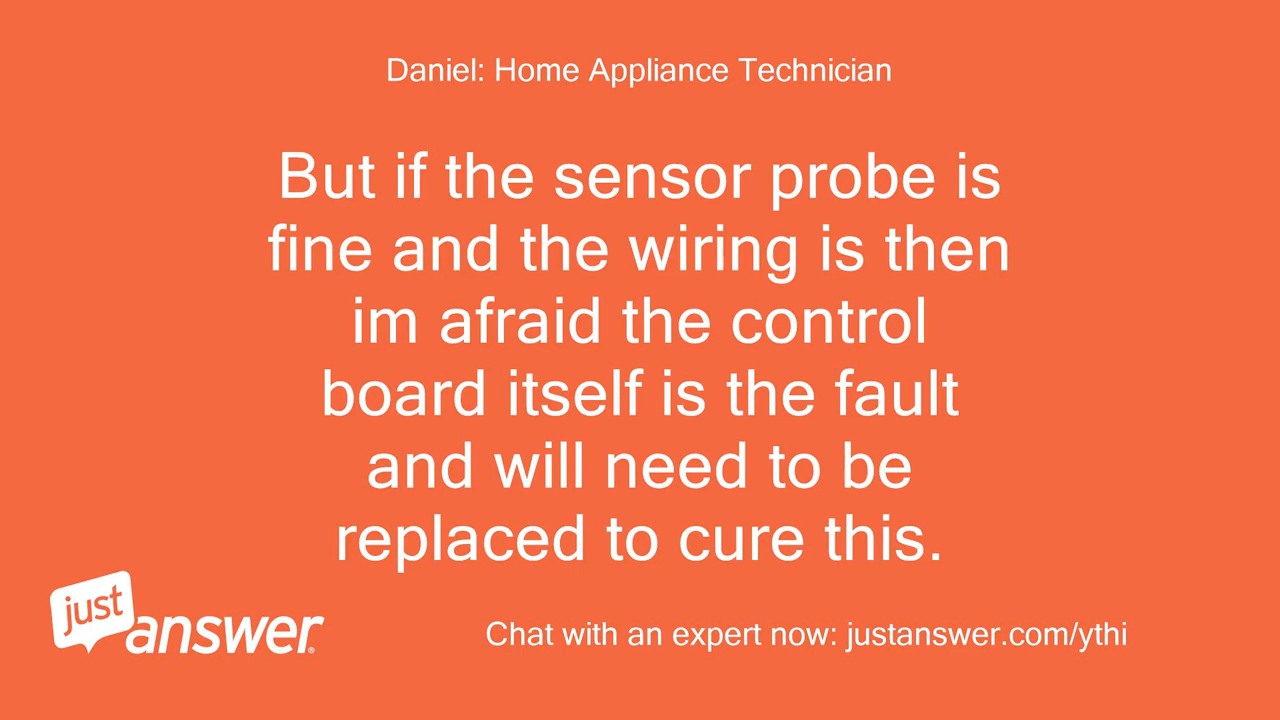 Daniel: Home Appliance Technician
But if the sensor probe is
fine and the wiring is then
im afraid the control
board itself is the fault
and will need to be
replaced to cure this.
just
answer®
Chat with an expert now: justanswer.com/ythi